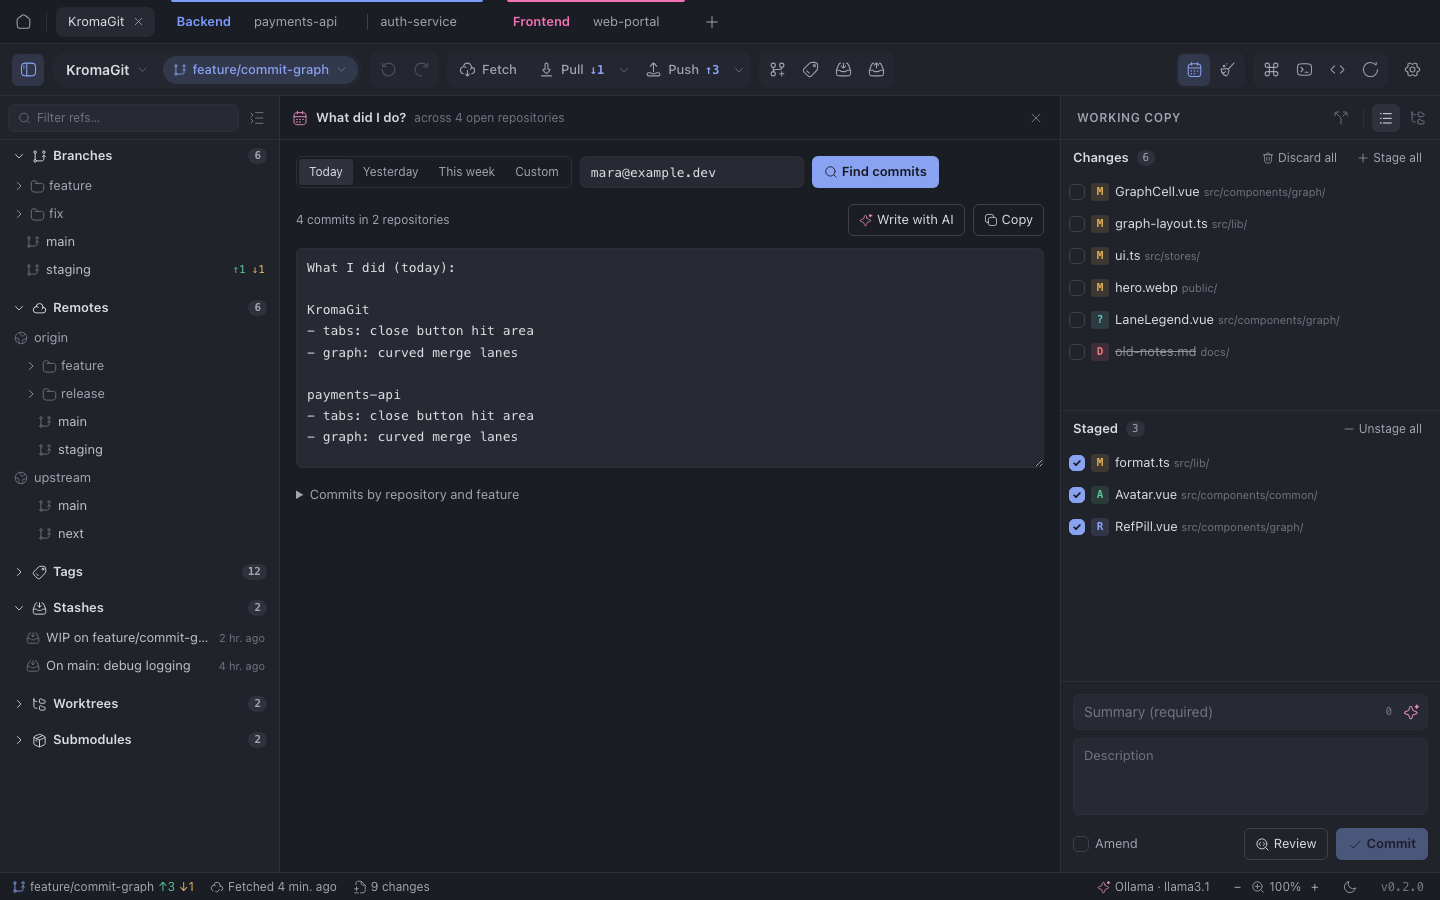 KromaGit
Backend
payments-api
auth-service
Frontend
web-portal
KromaGit
feature/commit-graph
Fetch
Pull ↓1
Push ↑3
Filter refs...
Branches 6
feature
fix
main
staging ↑1 ↓1
Remotes 6
origin
feature
release
main
staging
upstream
main
next
Tags 12
Stashes 2
WIP on feature/commit-g... 2 hr. ago
On main: debug logging 4 hr. ago
Worktrees 2
Submodules 2
What did I do? across 4 open repositories
Today Yesterday This week Custom
mara@example.dev
Find commits
4 commits in 2 repositories
Write with AI
Copy
What I did (today):
KromaGit
- tabs: close button hit area
- graph: curved merge lanes
payments-api
- tabs: close button hit area
- graph: curved merge lanes
Commits by repository and feature
WORKING COPY
Changes 6
Discard all
Stage all
M GraphCell.vue src/components/graph/
M graph-layout.ts src/lib/
M ui.ts src/stores/
M hero.webp public/
? LaneLegend.vue src/components/graph/
D old-notes.md docs/
Staged 3
Unstage all
M format.ts src/lib/
A Avatar.vue src/components/common/
R RefPill.vue src/components/graph/
Summary (required) 0
Description
Amend
Review
Commit
feature/commit-graph ↑3 ↓1
Fetched 4 min. ago
9 changes
Ollama · llama3.1
− 100% +
v0.2.0